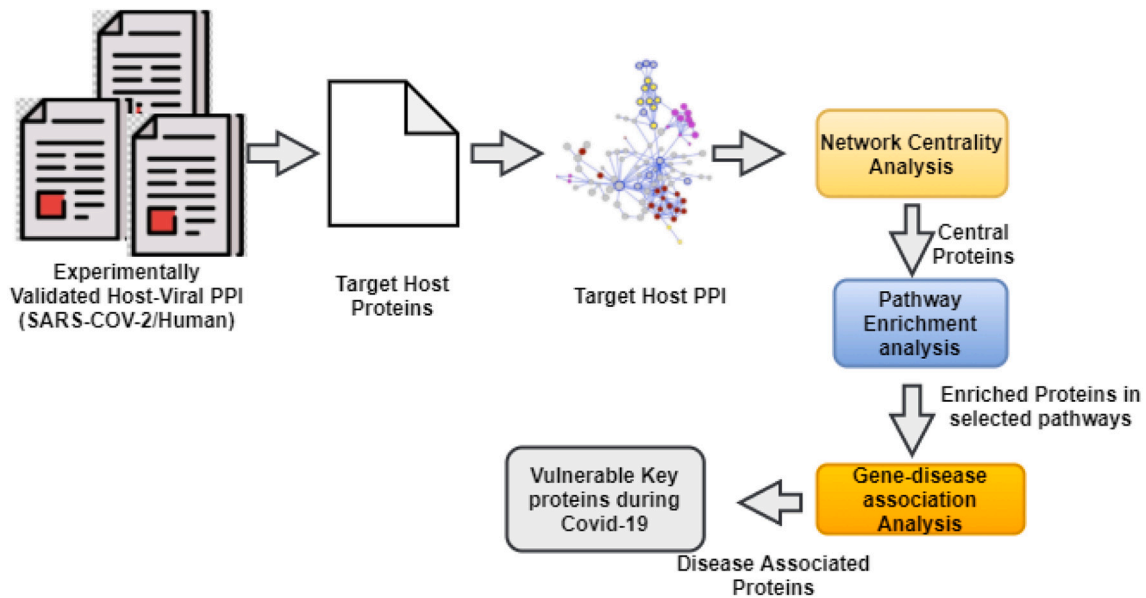 Experimentally
Validated Host-Viral PPI
(SARS-COV-2/Human)
Target Host
Proteins
Target Host PPI
Network Centrality
Analysis
Central
Proteins
Pathway
Enrichment
analysis
Enriched Proteins in
selected pathways
Gene-disease
association
Analysis
Disease Associated
Proteins
Vulnerable Key
proteins during
Covid-19